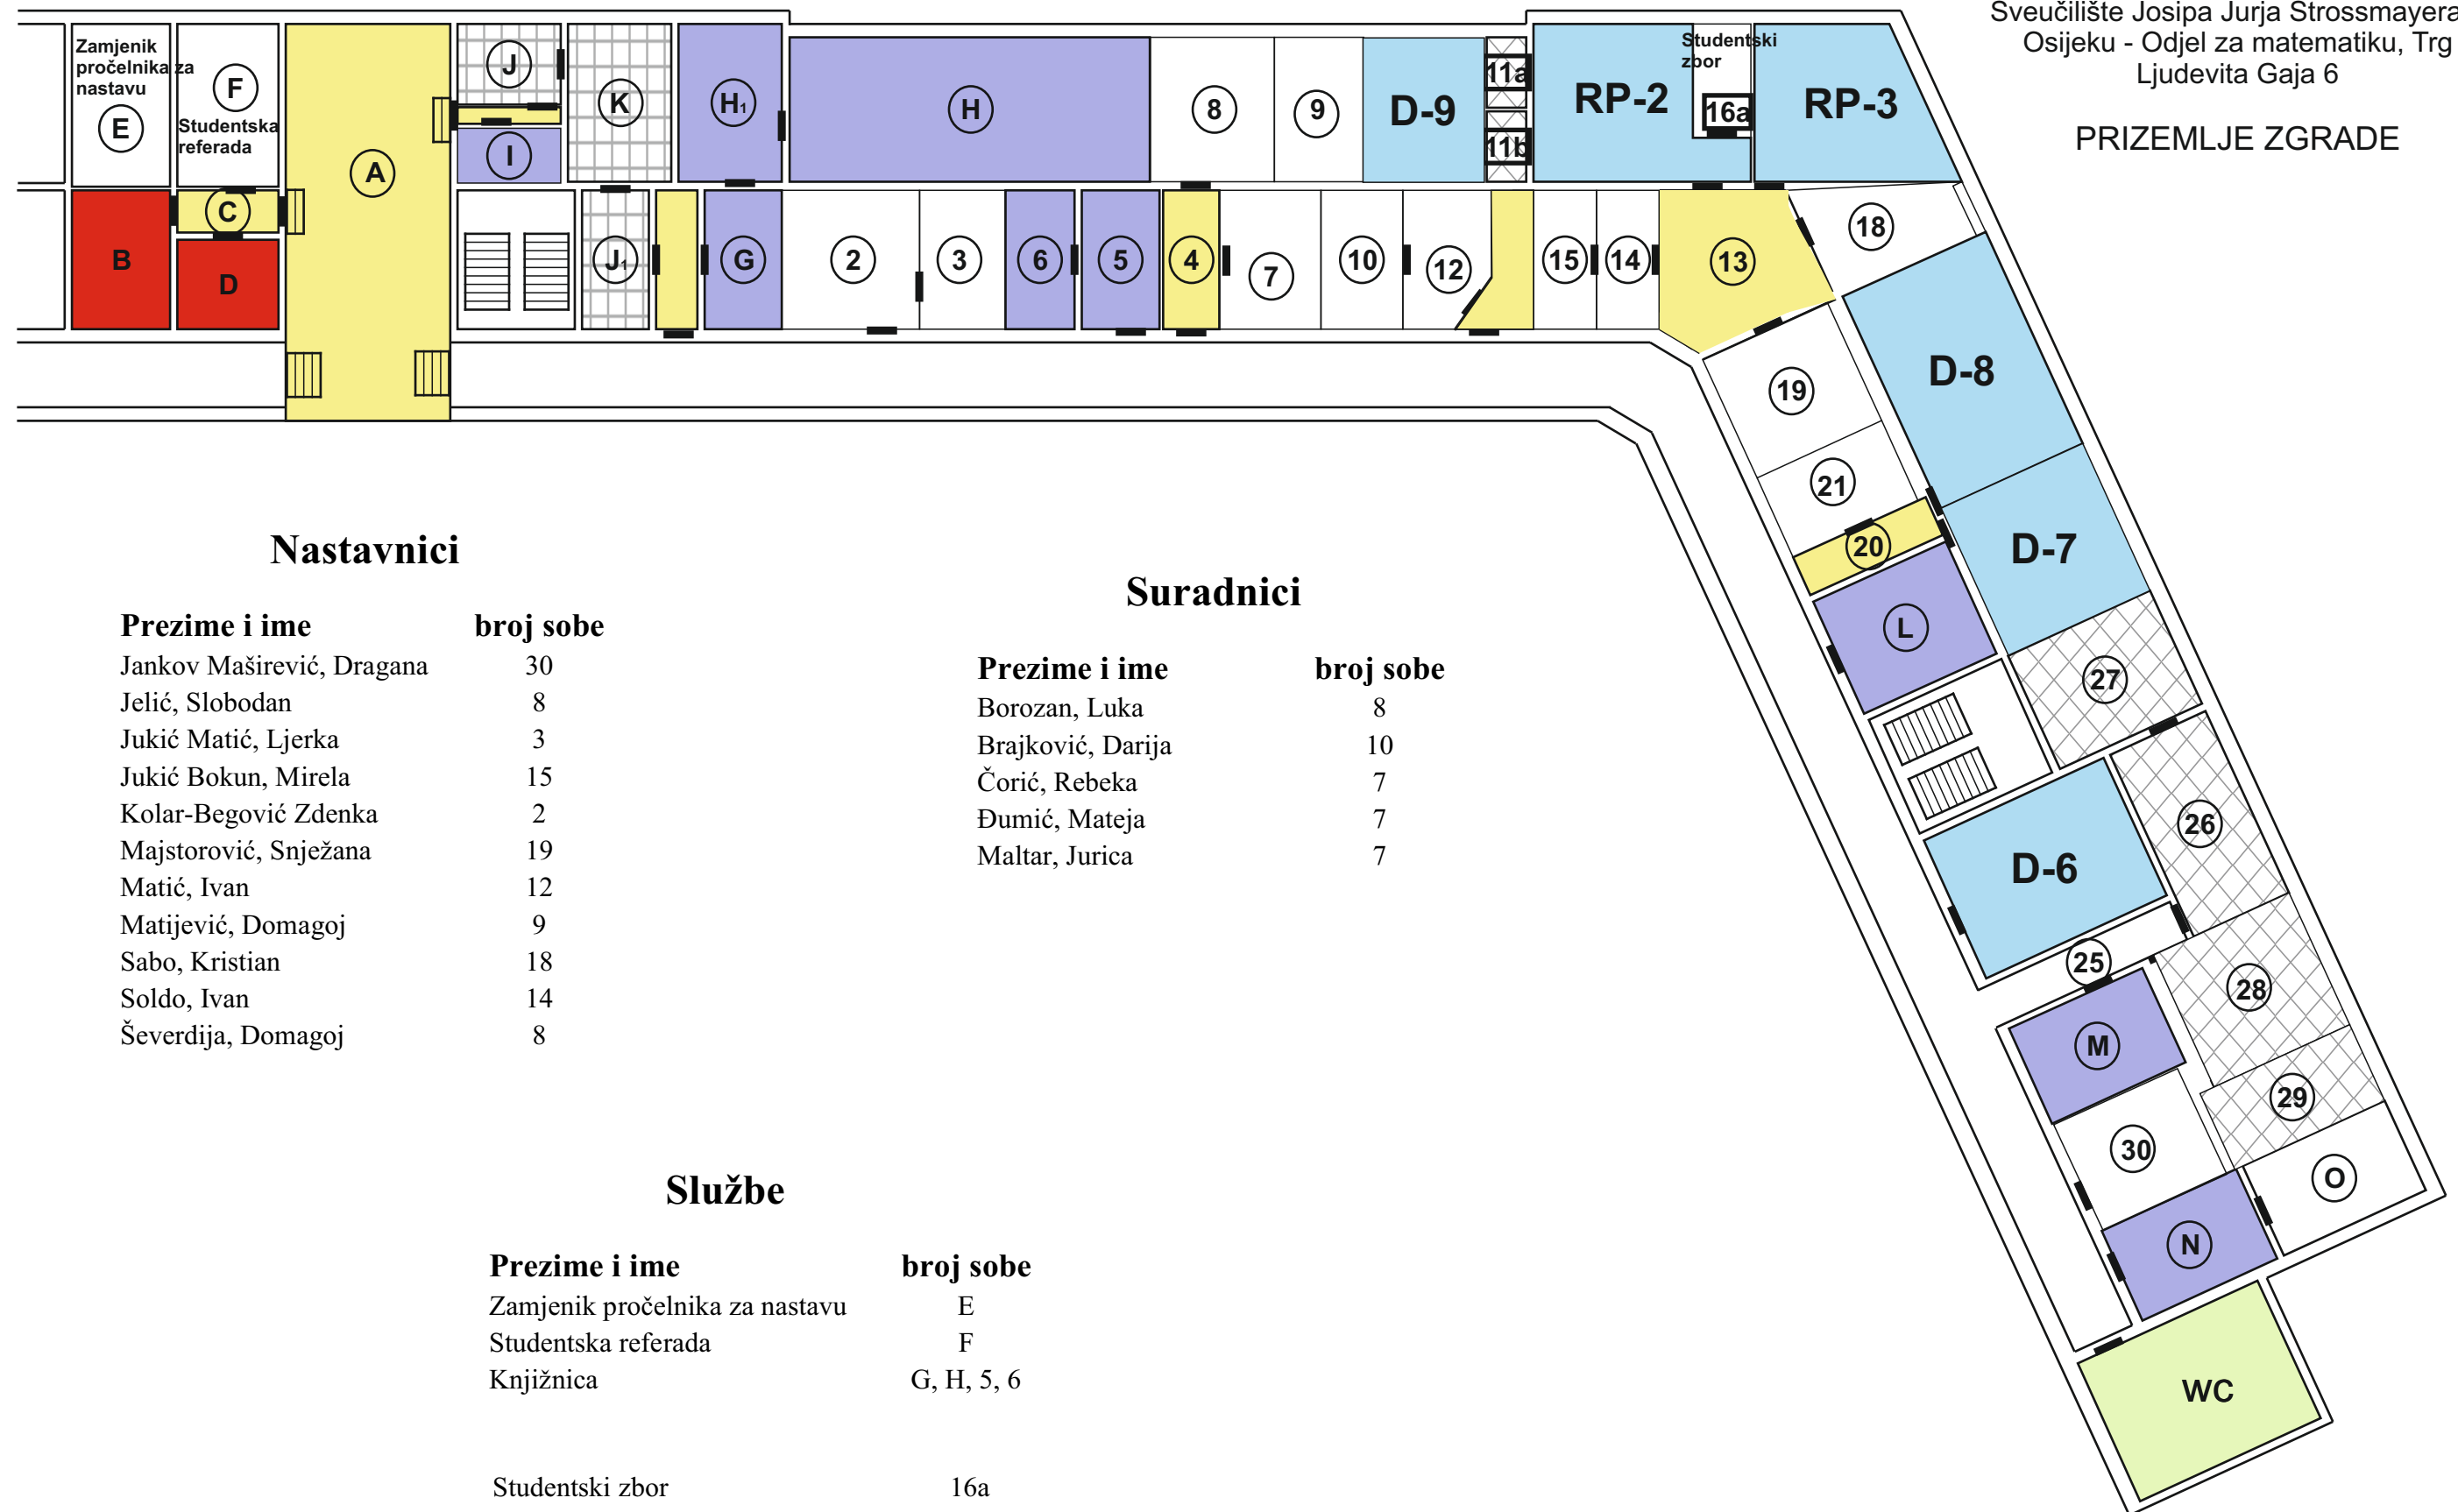 Sveučilište Josipa Jurja Strossmayera
Osijeku - Odjel za matematiku, Trg
Ljudevita Gaja 6
PRIZEMLJE ZGRADE
Zamjenik
pročelnika za
nastavu
E
F
Studentska
referada
A
B
C
D
J
I
K
H1
H
8
9
D-9
11a
11b
RP-2
Studentski
zbor
16a
RP-3
J1
G
2
3
6
5
4
7
10
12
15
14
13
18
19
D-8
21
20
D-7
L
27
26
D-6
25
28
M
29
30
O
N
WC
Nastavnici
Prezime i ime broj sobe
Jankov Maširević, Dragana 30
Jelić, Slobodan 8
Jukić Matić, Ljerka 3
Jukić Bokun, Mirela 15
Kolar-Begović Zdenka 2
Majstorović, Snježana 19
Matić, Ivan 12
Matijević, Domagoj 9
Sabo, Kristian 18
Soldo, Ivan 14
Ševerdija, Domagoj 8
Suradnici
Prezime i ime broj sobe
Borozan, Luka 8
Brajković, Darija 10
Čorić, Rebeka 7
Đumić, Mateja 7
Maltar, Jurica 7
Službe
Prezime i ime broj sobe
Zamjenik pročelnika za nastavu E
Studentska referada F
Knjižnica G, H, 5, 6
Studentski zbor 16a